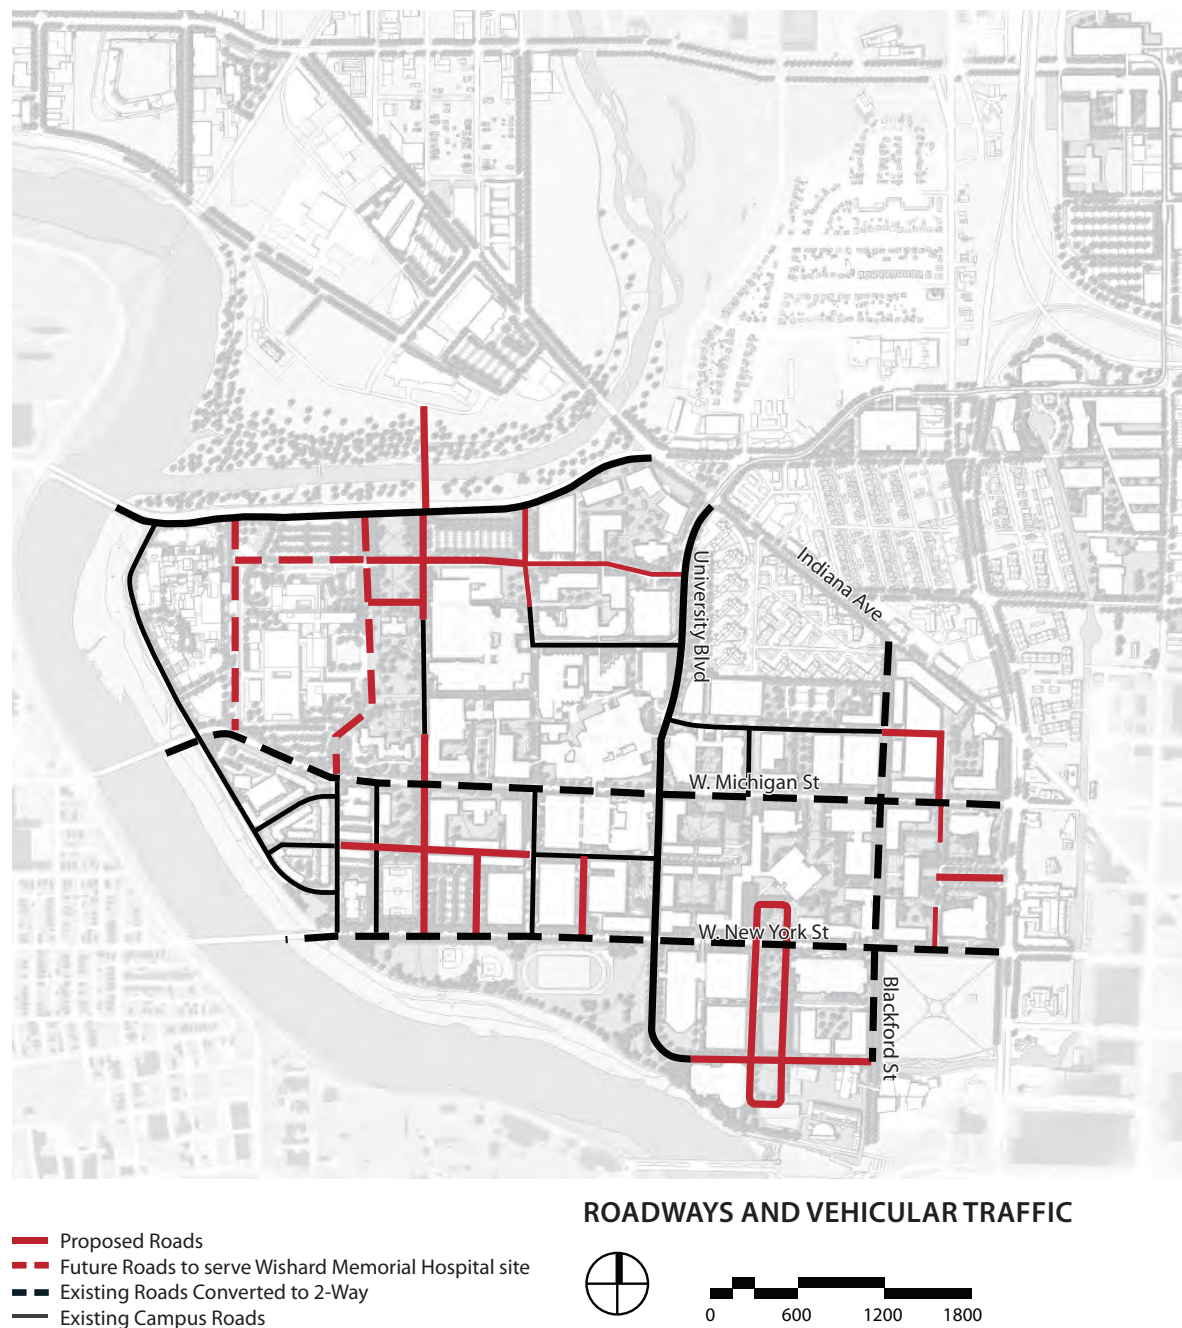 University Blvd
Indiana Ave
W. Michigan St
W. New York St
Blackford St
ROADWAYS AND VEHICULAR TRAFFIC
Proposed Roads
Future Roads to serve Wishard Memorial Hospital site
Existing Roads Converted to 2-Way
Existing Campus Roads
0 600 1200 1800